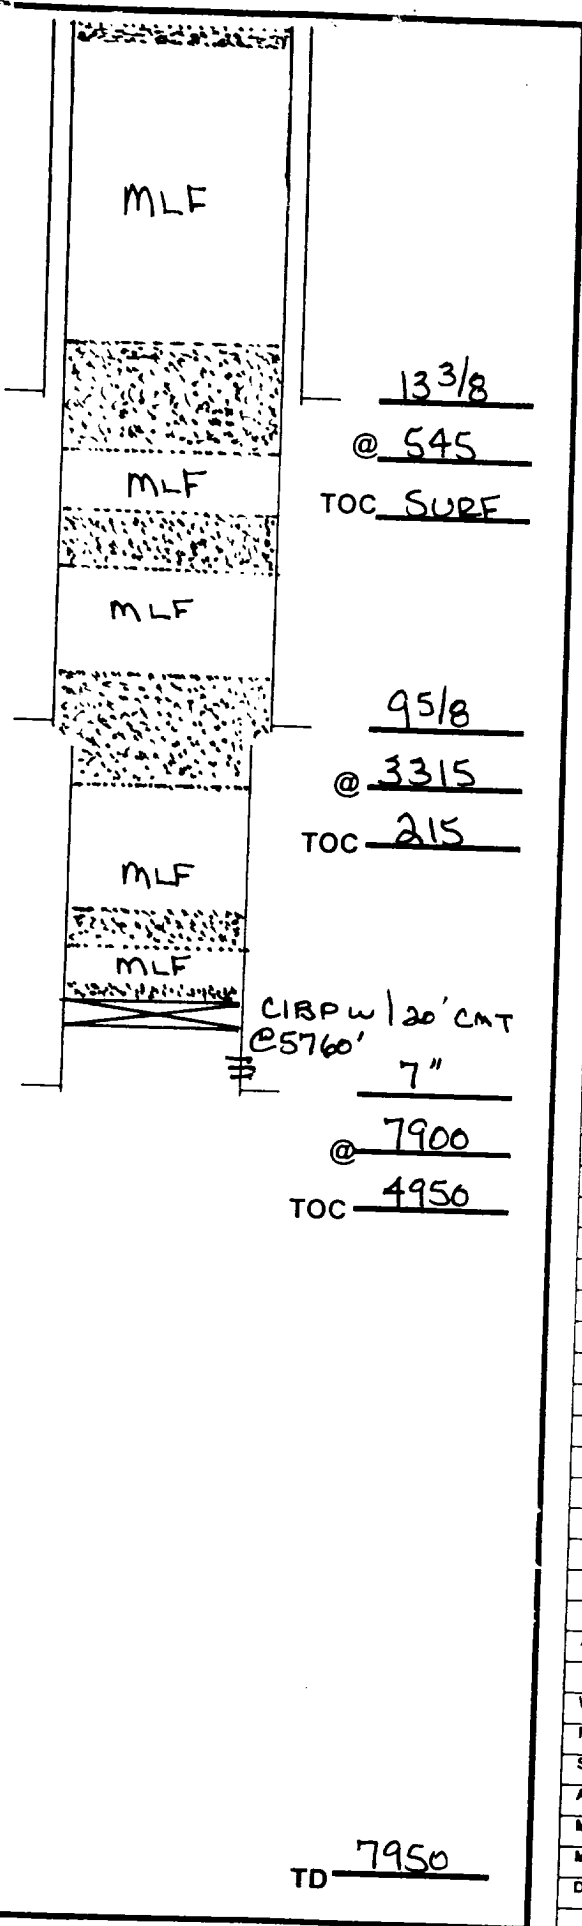 MLF
13 3/8
@ 545
MLF
TOC SURF
MLF
9 5/8
@ 3315
TOC 215
MLF
MLF
CIBP w/20' CMT
@5760'
7"
@ 7900
TOC 4950
TD 7950